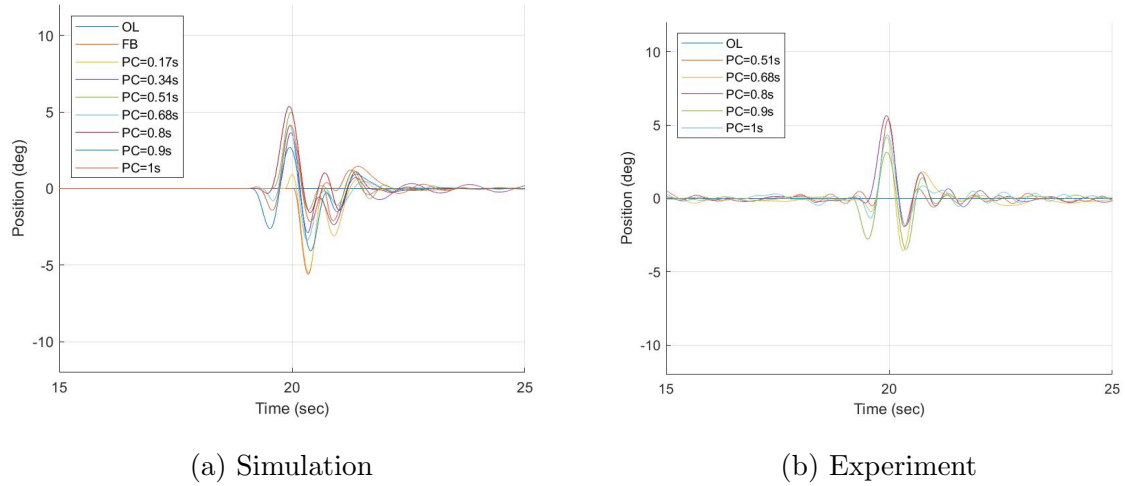 10
5
0
-5
-10
Position (deg)
OL
FB
PC=0.17s
PC=0.34s
PC=0.51s
PC=0.68s
PC=0.8s
PC=0.9s
PC=1s
15
20
25
Time (sec)
(a) Simulation
10
5
0
-5
-10
Position (deg)
OL
PC=0.51s
PC=0.68s
PC=0.8s
PC=0.9s
PC=1s
15
20
25
Time (sec)
(b) Experiment